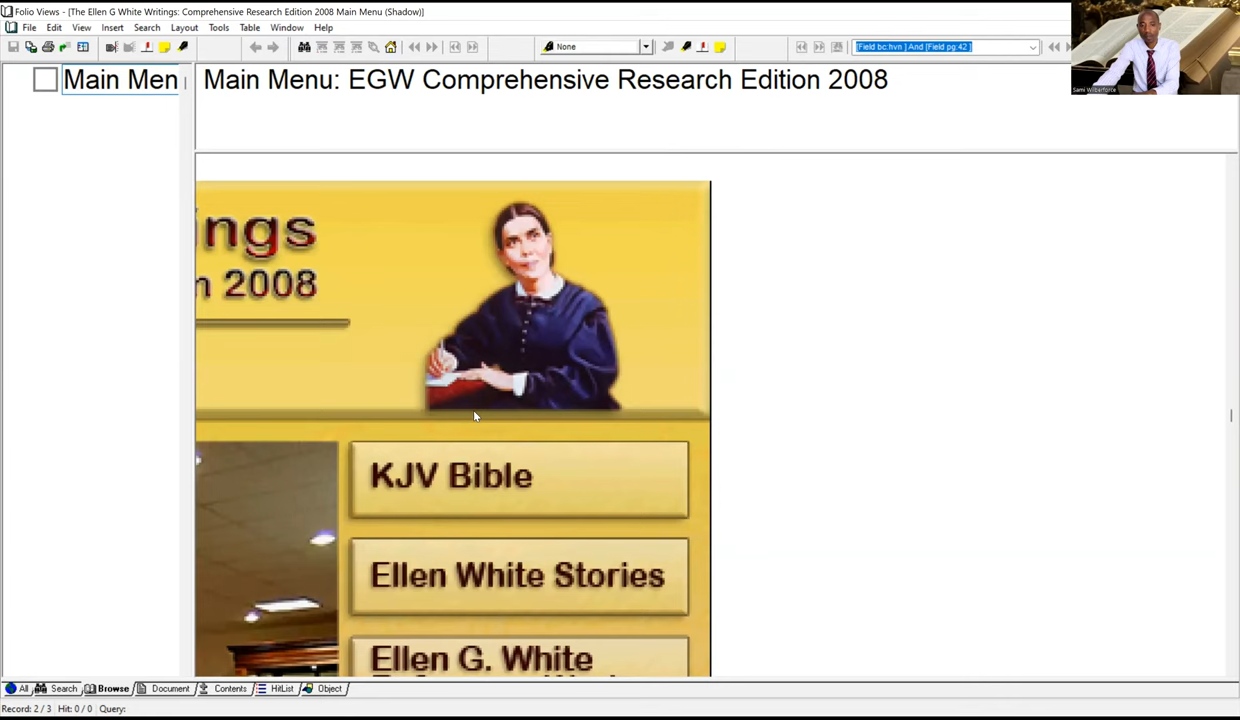 Folio Views - [The Ellen G White Writings: Comprehensive Research Edition 2008 Main Menu (Shadow)]
File Edit View Insert Search Layout Tools Table Window Help
None
[Field bc:hvn ] And [Field pg:42 ]
Sami Wilberforce
Main Men
Main Menu: EGW Comprehensive Research Edition 2008
ings
n 2008
KJV Bible
Ellen White Stories
Ellen G. White
All Search Browse Document Contents HitList Object
Record: 2 / 3 Hit: 0 / 0 Query: